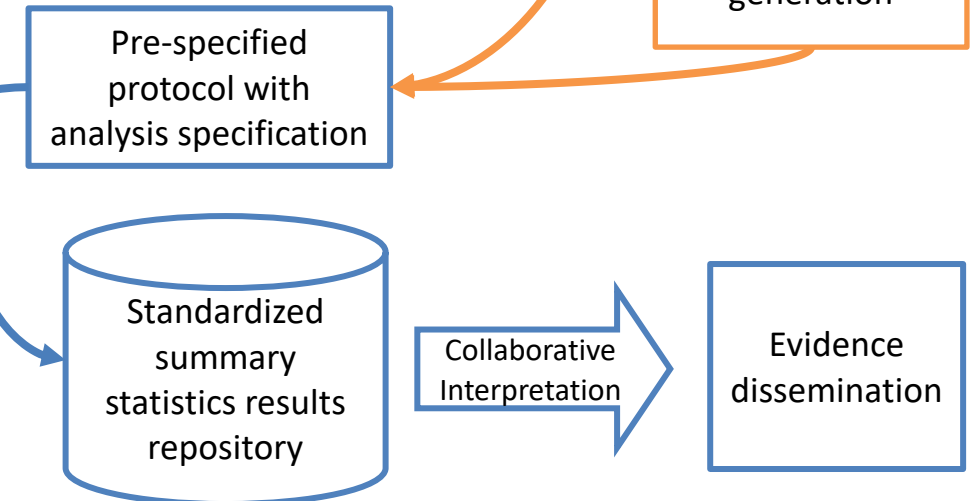 generation
Pre-specified
protocol with
analysis specification
Standardized
summary
statistics results
repository
Collaborative
Interpretation
Evidence
dissemination